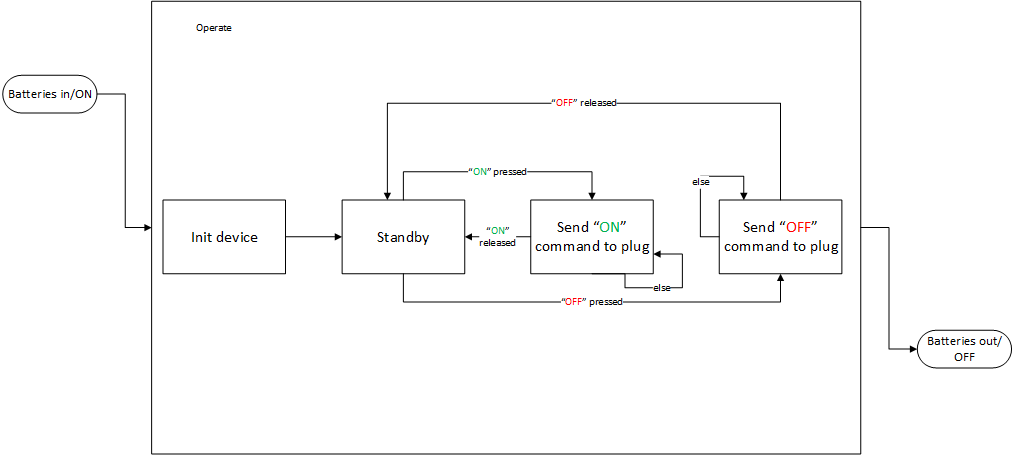 Operate
Batteries in/ON
“OFF” released
“ON” pressed
else
Init device
Standby
“ON”
released
Send “ON”
command to plug
Send “OFF”
command to plug
else
“OFF” pressed
Batteries out/
OFF